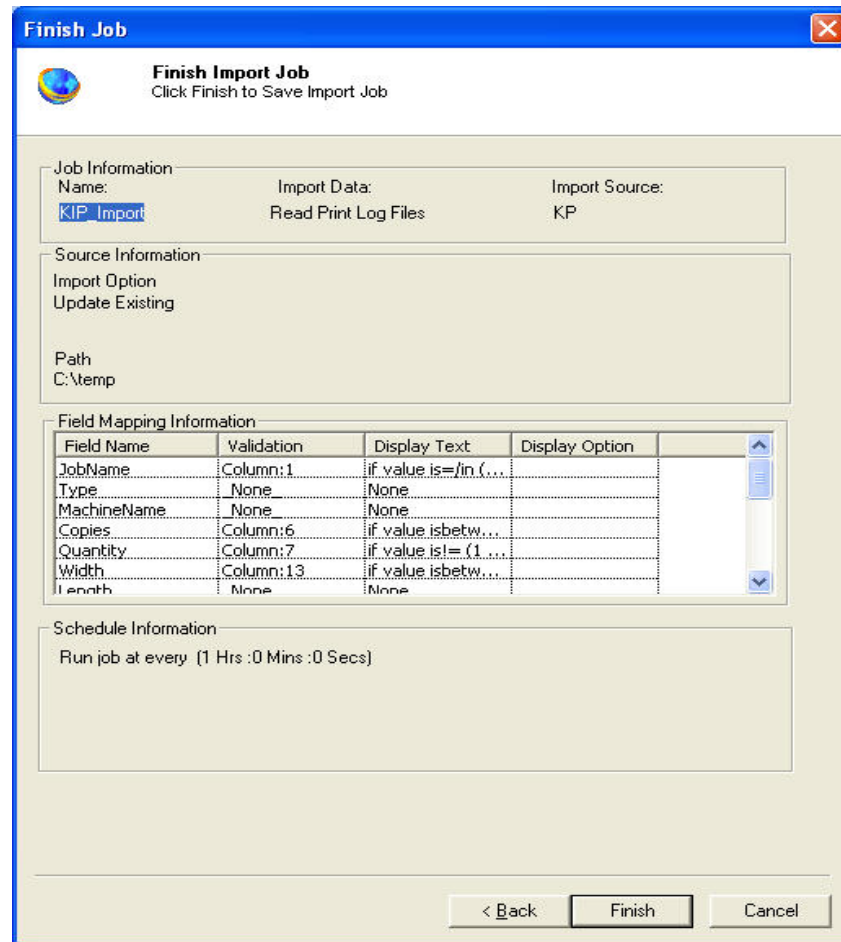 Finish Job
Finish Import Job
Click Finish to Save Import Job
Job Information
Name: Import Data: Import Source:
KIP_Import Read Print Log Files KP
Source Information
Import Option
Update Existing
Path
C:\temp
Field Mapping Information
Field Name Validation Display Text Display Option
JobName Column:1 if value is=/in (...
Type _None_ None
MachineName _None_ None
Copies Column:6 if value isbetw...
Quantity Column:7 if value is!= (1 ...
Width Column:13 if value isbetw...
Length None None
Schedule Information
Run job at every (1 Hrs :0 Mins :0 Secs)
< Back Finish Cancel